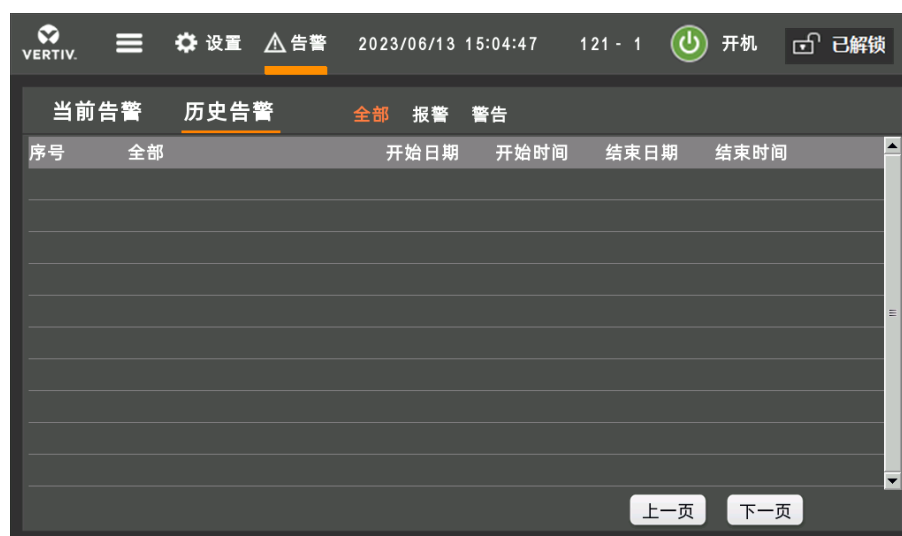 VERTIV. 设置 告警 2023/06/13 15:04:47 121 - 1 开机 已解锁
当前告警 历史告警 全部 报警 警告
序号 全部 开始日期 开始时间 结束日期 结束时间
上一页 下一页